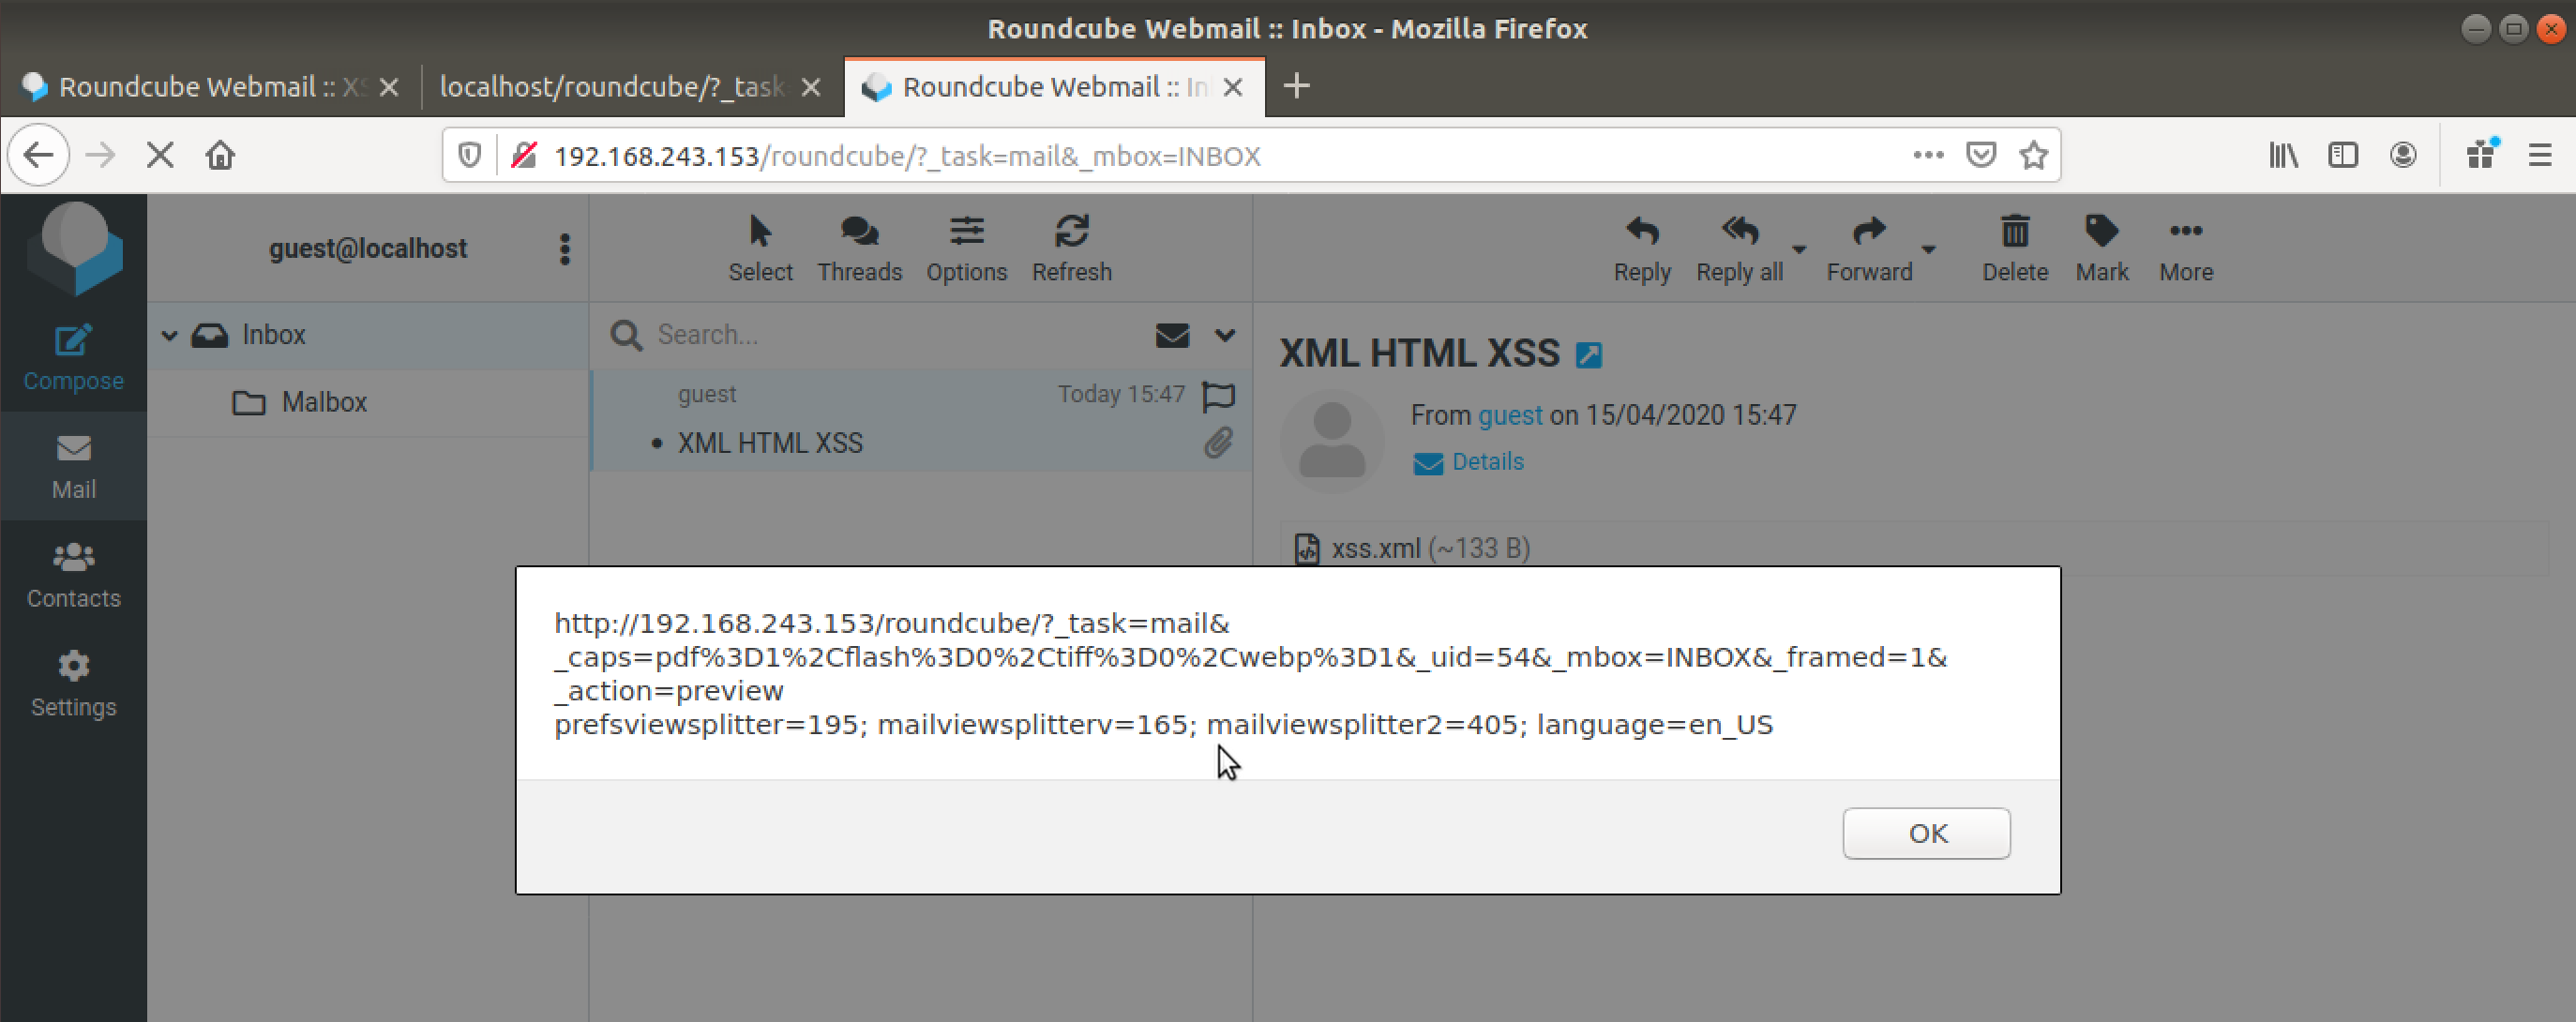 Roundcube Webmail :: Inbox - Mozilla Firefox
Roundcube Webmail :: XS
localhost/roundcube/?_task
Roundcube Webmail :: In
192.168.243.153/roundcube/?_task=mail&_mbox=INBOX
guest@localhost
Select
Threads
Options
Refresh
Reply
Reply all
Forward
Delete
Mark
More
Compose
Mail
Contacts
Settings
Inbox
Malbox
Search...
guest
Today 15:47
• XML HTML XSS
XML HTML XSS
From guest on 15/04/2020 15:47
Details
xss.xml (~133 B)
http://192.168.243.153/roundcube/?_task=mail&
_caps=pdf%3D1%2Cflash%3D0%2Ctiff%3D0%2Cwebp%3D1&_uid=54&_mbox=INBOX&_framed=1&
_action=preview
prefsviewsplitter=195; mailviewsplitterv=165; mailviewsplitter2=405; language=en_US
OK